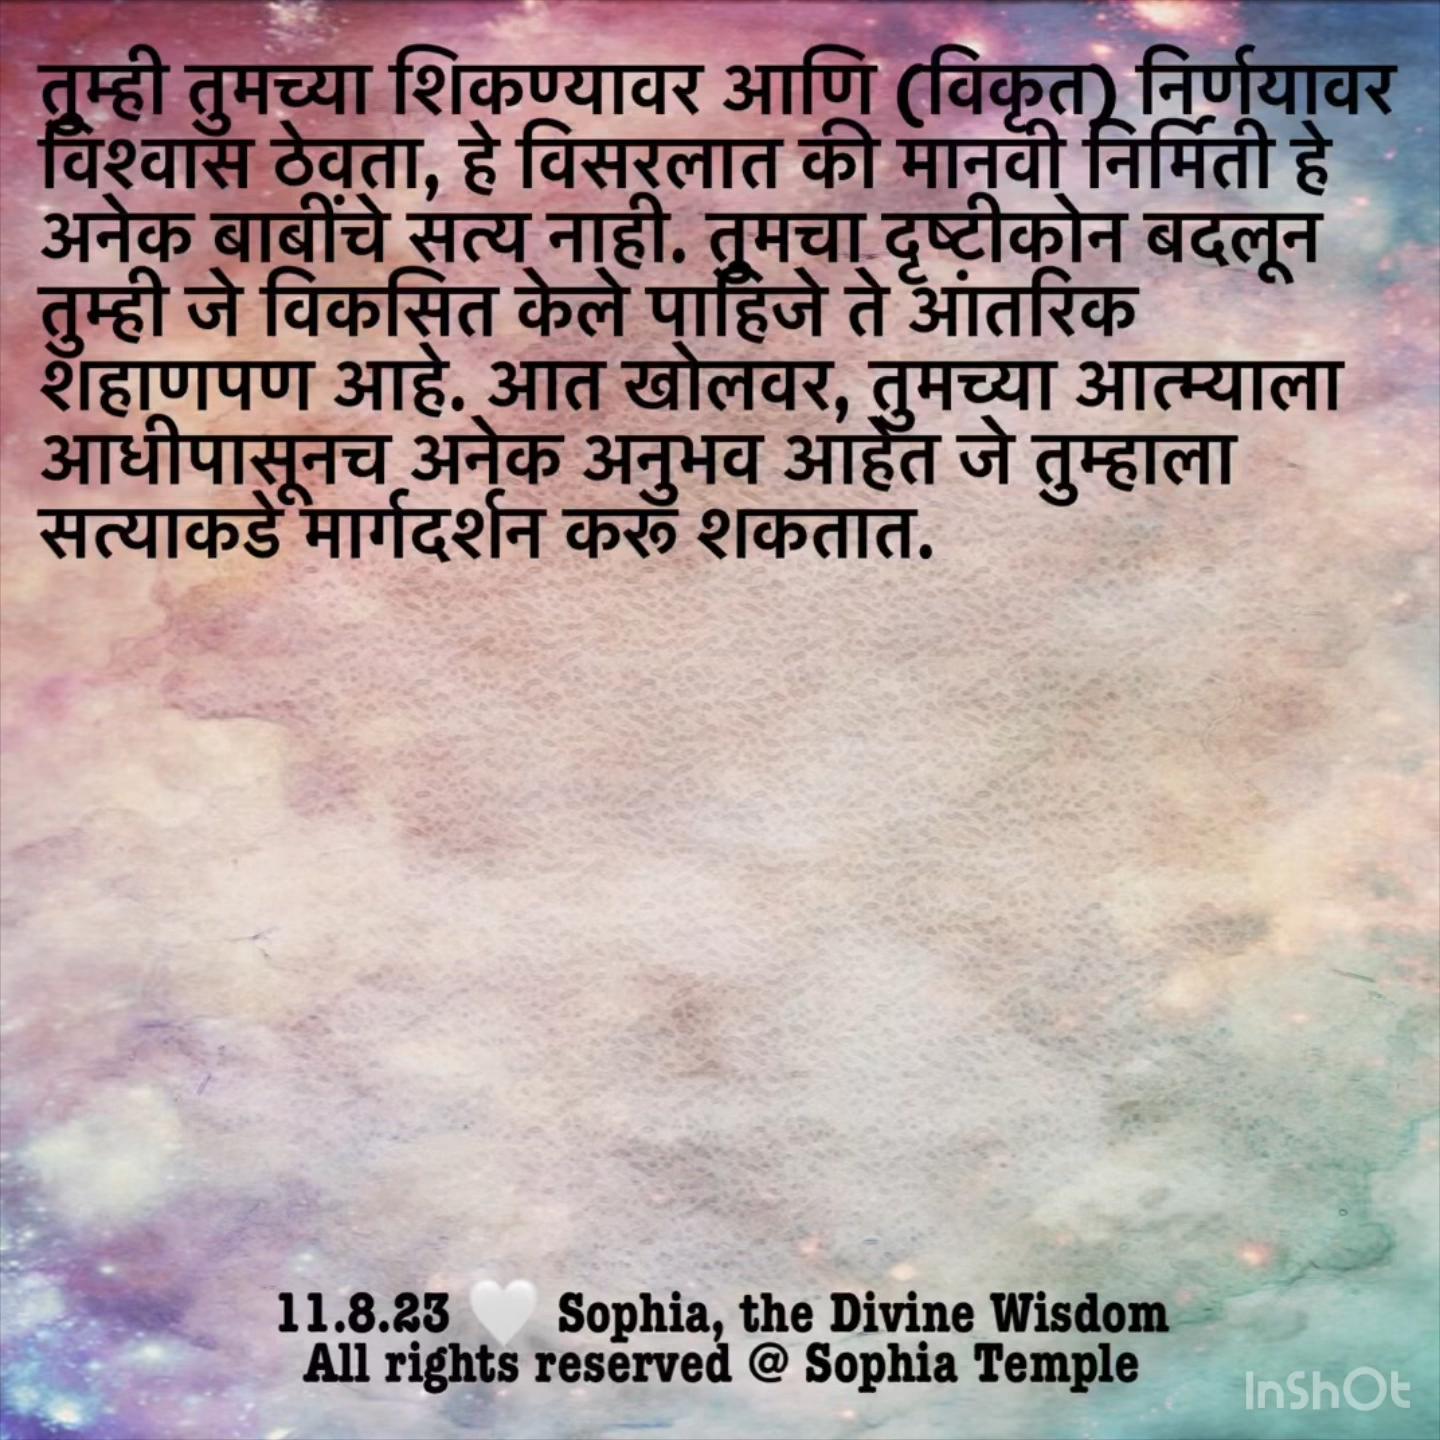 तुम्ही तुमच्या शिकण्यावर आणि (विकृत) निर्णयावर
विश्वास ठेवता, हे विसरलात की मानवी निर्मिती हे
अनेक बाबींचे सत्य नाही. तुमचा दृष्टीकोन बदलून
तुम्ही जे विकसित केले पाहिजे ते आंतरिक
शहाणपण आहे. आत खोलवर, तुमच्या आत्म्याला
आधीपासूनच अनेक अनुभव आहेत जे तुम्हाला
सत्याकडे मार्गदर्शन करू शकतात.
11.8.23 🤍 Sophia, the Divine Wisdom
All rights reserved @ Sophia Temple
InShOt